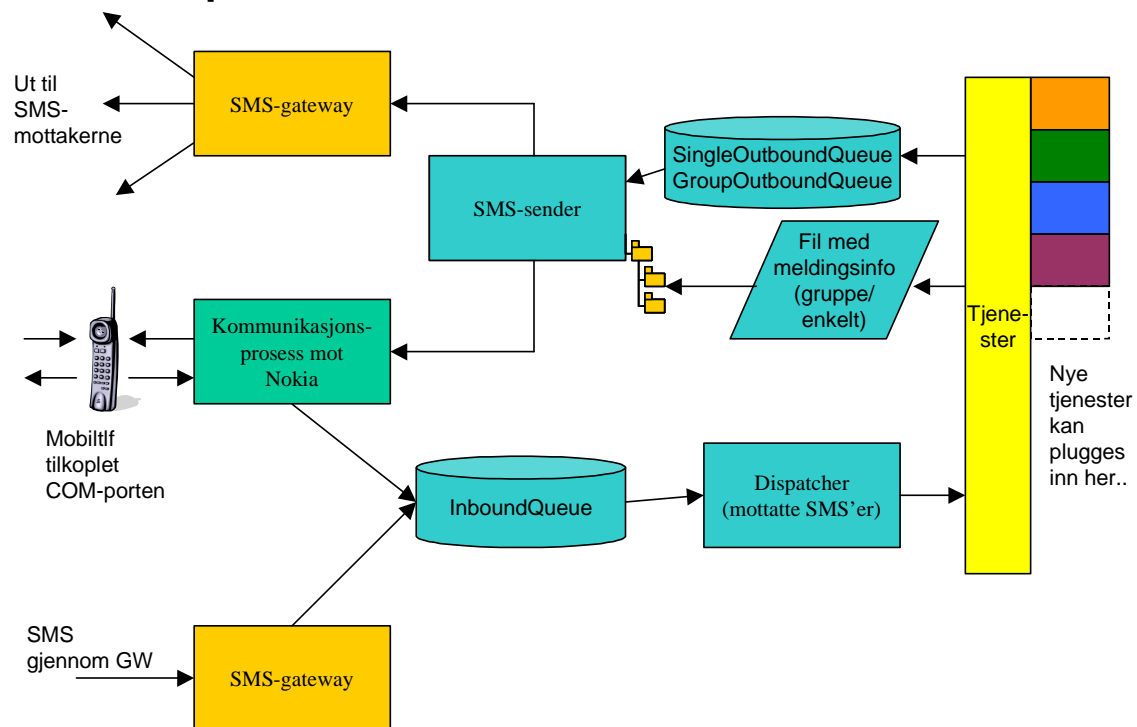 Ut til
SMS-
mottakerne
SMS-gateway
SMS-sender
SingleOutboundQueue
GroupOutboundQueue
Fil med
meldingsinfo
(gruppe/
enkelt)
Tjene-
ster
Nye
tjenester
kan
plugges
inn her..
Kommunikasjons-
prosess mot
Nokia
Mobiltlf
tilkoplet
COM-porten
InboundQueue
Dispatcher
(mottatte SMS’er)
SMS
gjennom GW
SMS-gateway